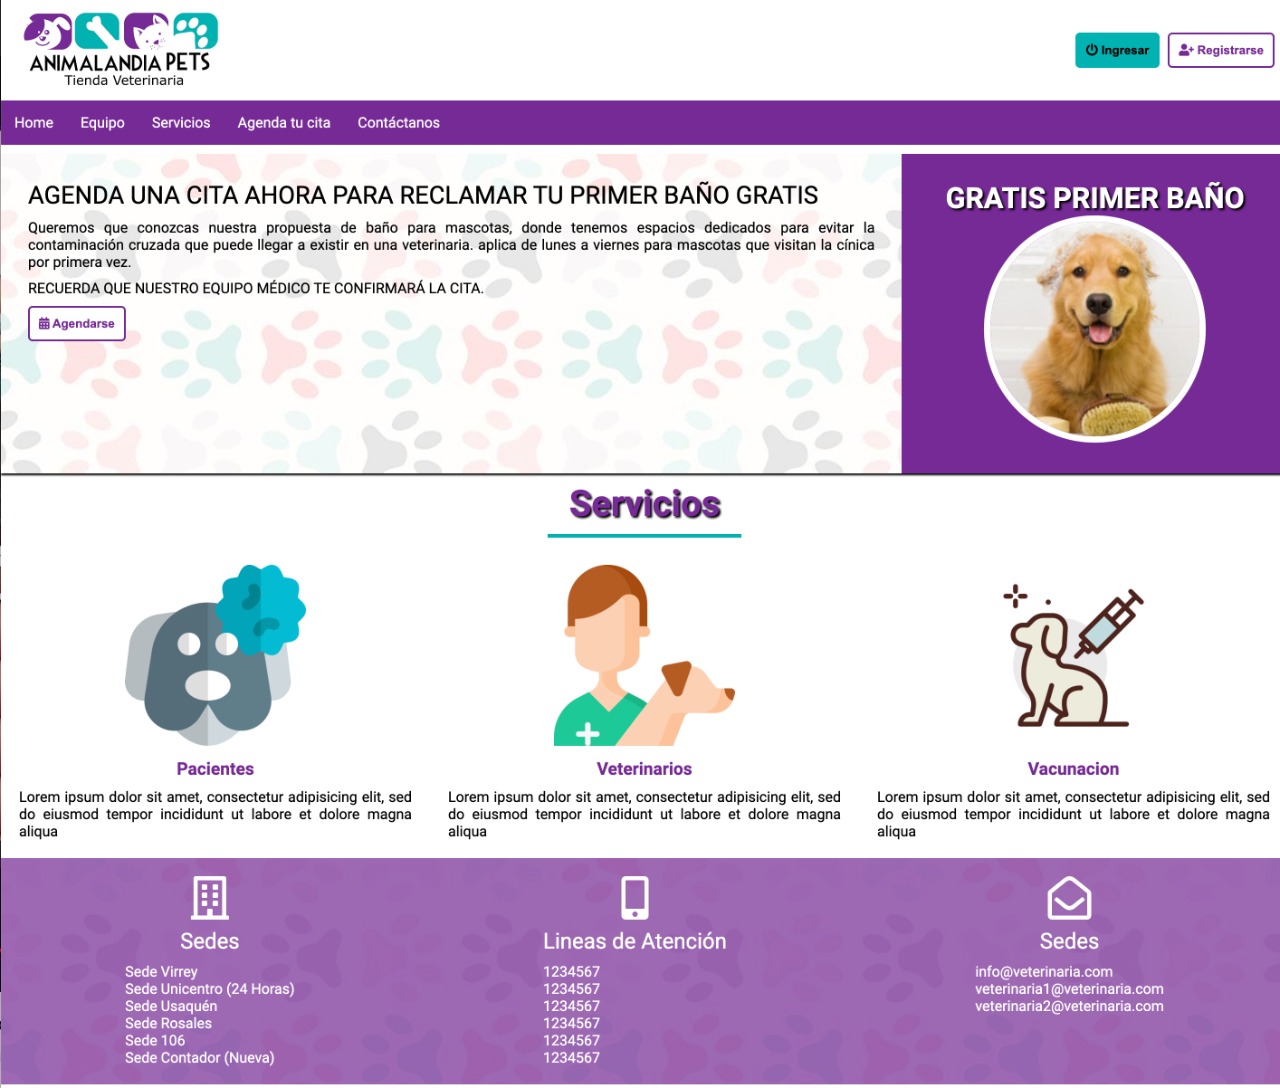 ANIMALANDIA PETS
Tienda Veterinaria
Ingresar
Registrarse
Home
Equipo
Servicios
Agenda tu cita
Contáctanos
AGENDA UNA CITA AHORA PARA RECLAMAR TU PRIMER BAÑO GRATIS
Queremos que conozcas nuestra propuesta de baño para mascotas, donde tenemos espacios dedicados para evitar la
contaminación cruzada que puede llegar a existir en una veterinaria. aplica de lunes a viernes para mascotas que visitan la cínica
por primera vez.
RECUERDA QUE NUESTRO EQUIPO MÉDICO TE CONFIRMARÁ LA CITA.
Agendarse
GRATIS PRIMER BAÑO
Servicios
Pacientes
Lorem ipsum dolor sit amet, consectetur adipisicing elit, sed
do eiusmod tempor incididunt ut labore et dolore magna
aliqua
Veterinarios
Lorem ipsum dolor sit amet, consectetur adipisicing elit, sed
do eiusmod tempor incididunt ut labore et dolore magna
aliqua
Vacunacion
Lorem ipsum dolor sit amet, consectetur adipisicing elit, sed
do eiusmod tempor incididunt ut labore et dolore magna
aliqua
Sedes
Sede Virrey
Sede Unicentro (24 Horas)
Sede Usaquén
Sede Rosales
Sede 106
Sede Contador (Nueva)
Lineas de Atención
1234567
1234567
1234567
1234567
1234567
1234567
Sedes
info@veterinaria.com
veterinaria1@veterinaria.com
veterinaria2@veterinaria.com